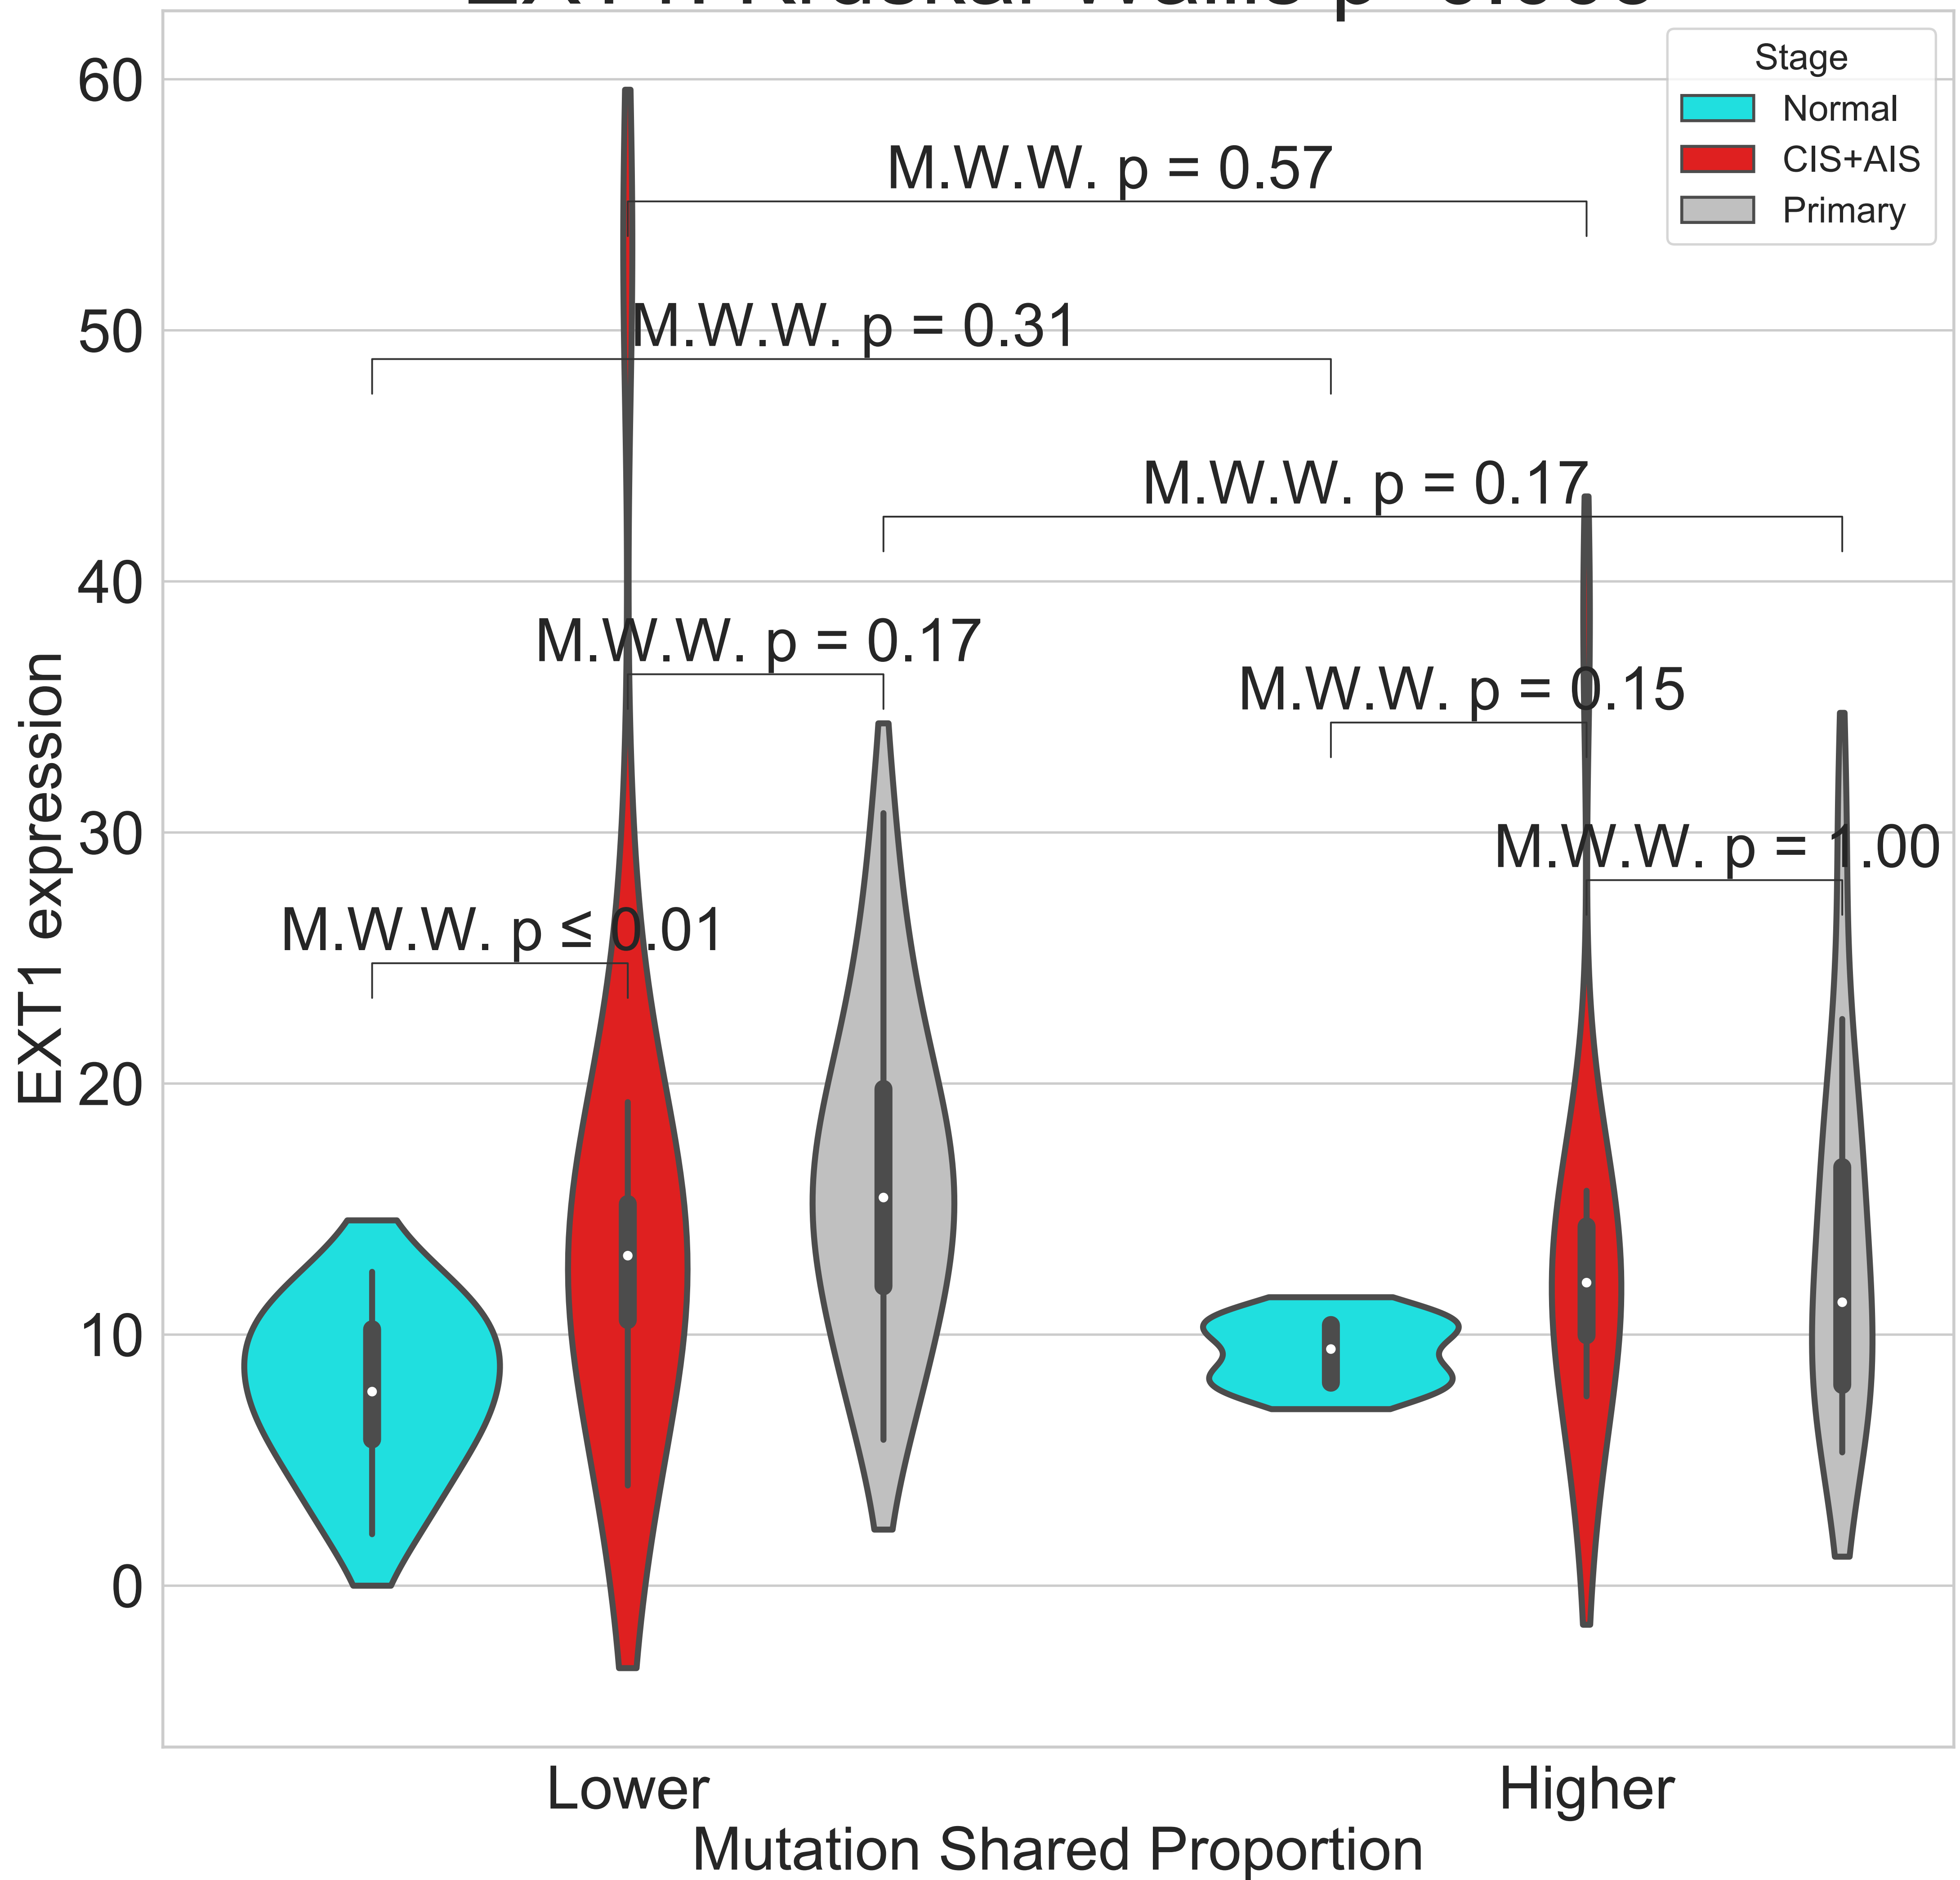 60
50
40
30
20
10
0
EXT1 expression
Stage
Normal
CIS+AIS
Primary
M.W.W. p = 0.57
M.W.W. p = 0.31
M.W.W. p = 0.17
M.W.W. p = 0.17
M.W.W. p = 0.15
M.W.W. p = 1.00
M.W.W. p ≤ 0.01
Lower
Higher
Mutation Shared Proportion